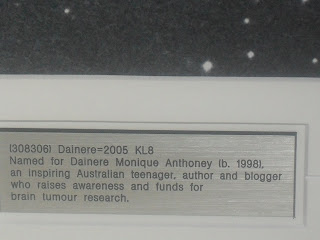 (308306) Dainere=2005 KL8
Named for Dainere Monique Anthoney (b. 1998),
an inspiring Australian teenager, author and blogger
who raises awareness and funds for
brain tumour research.